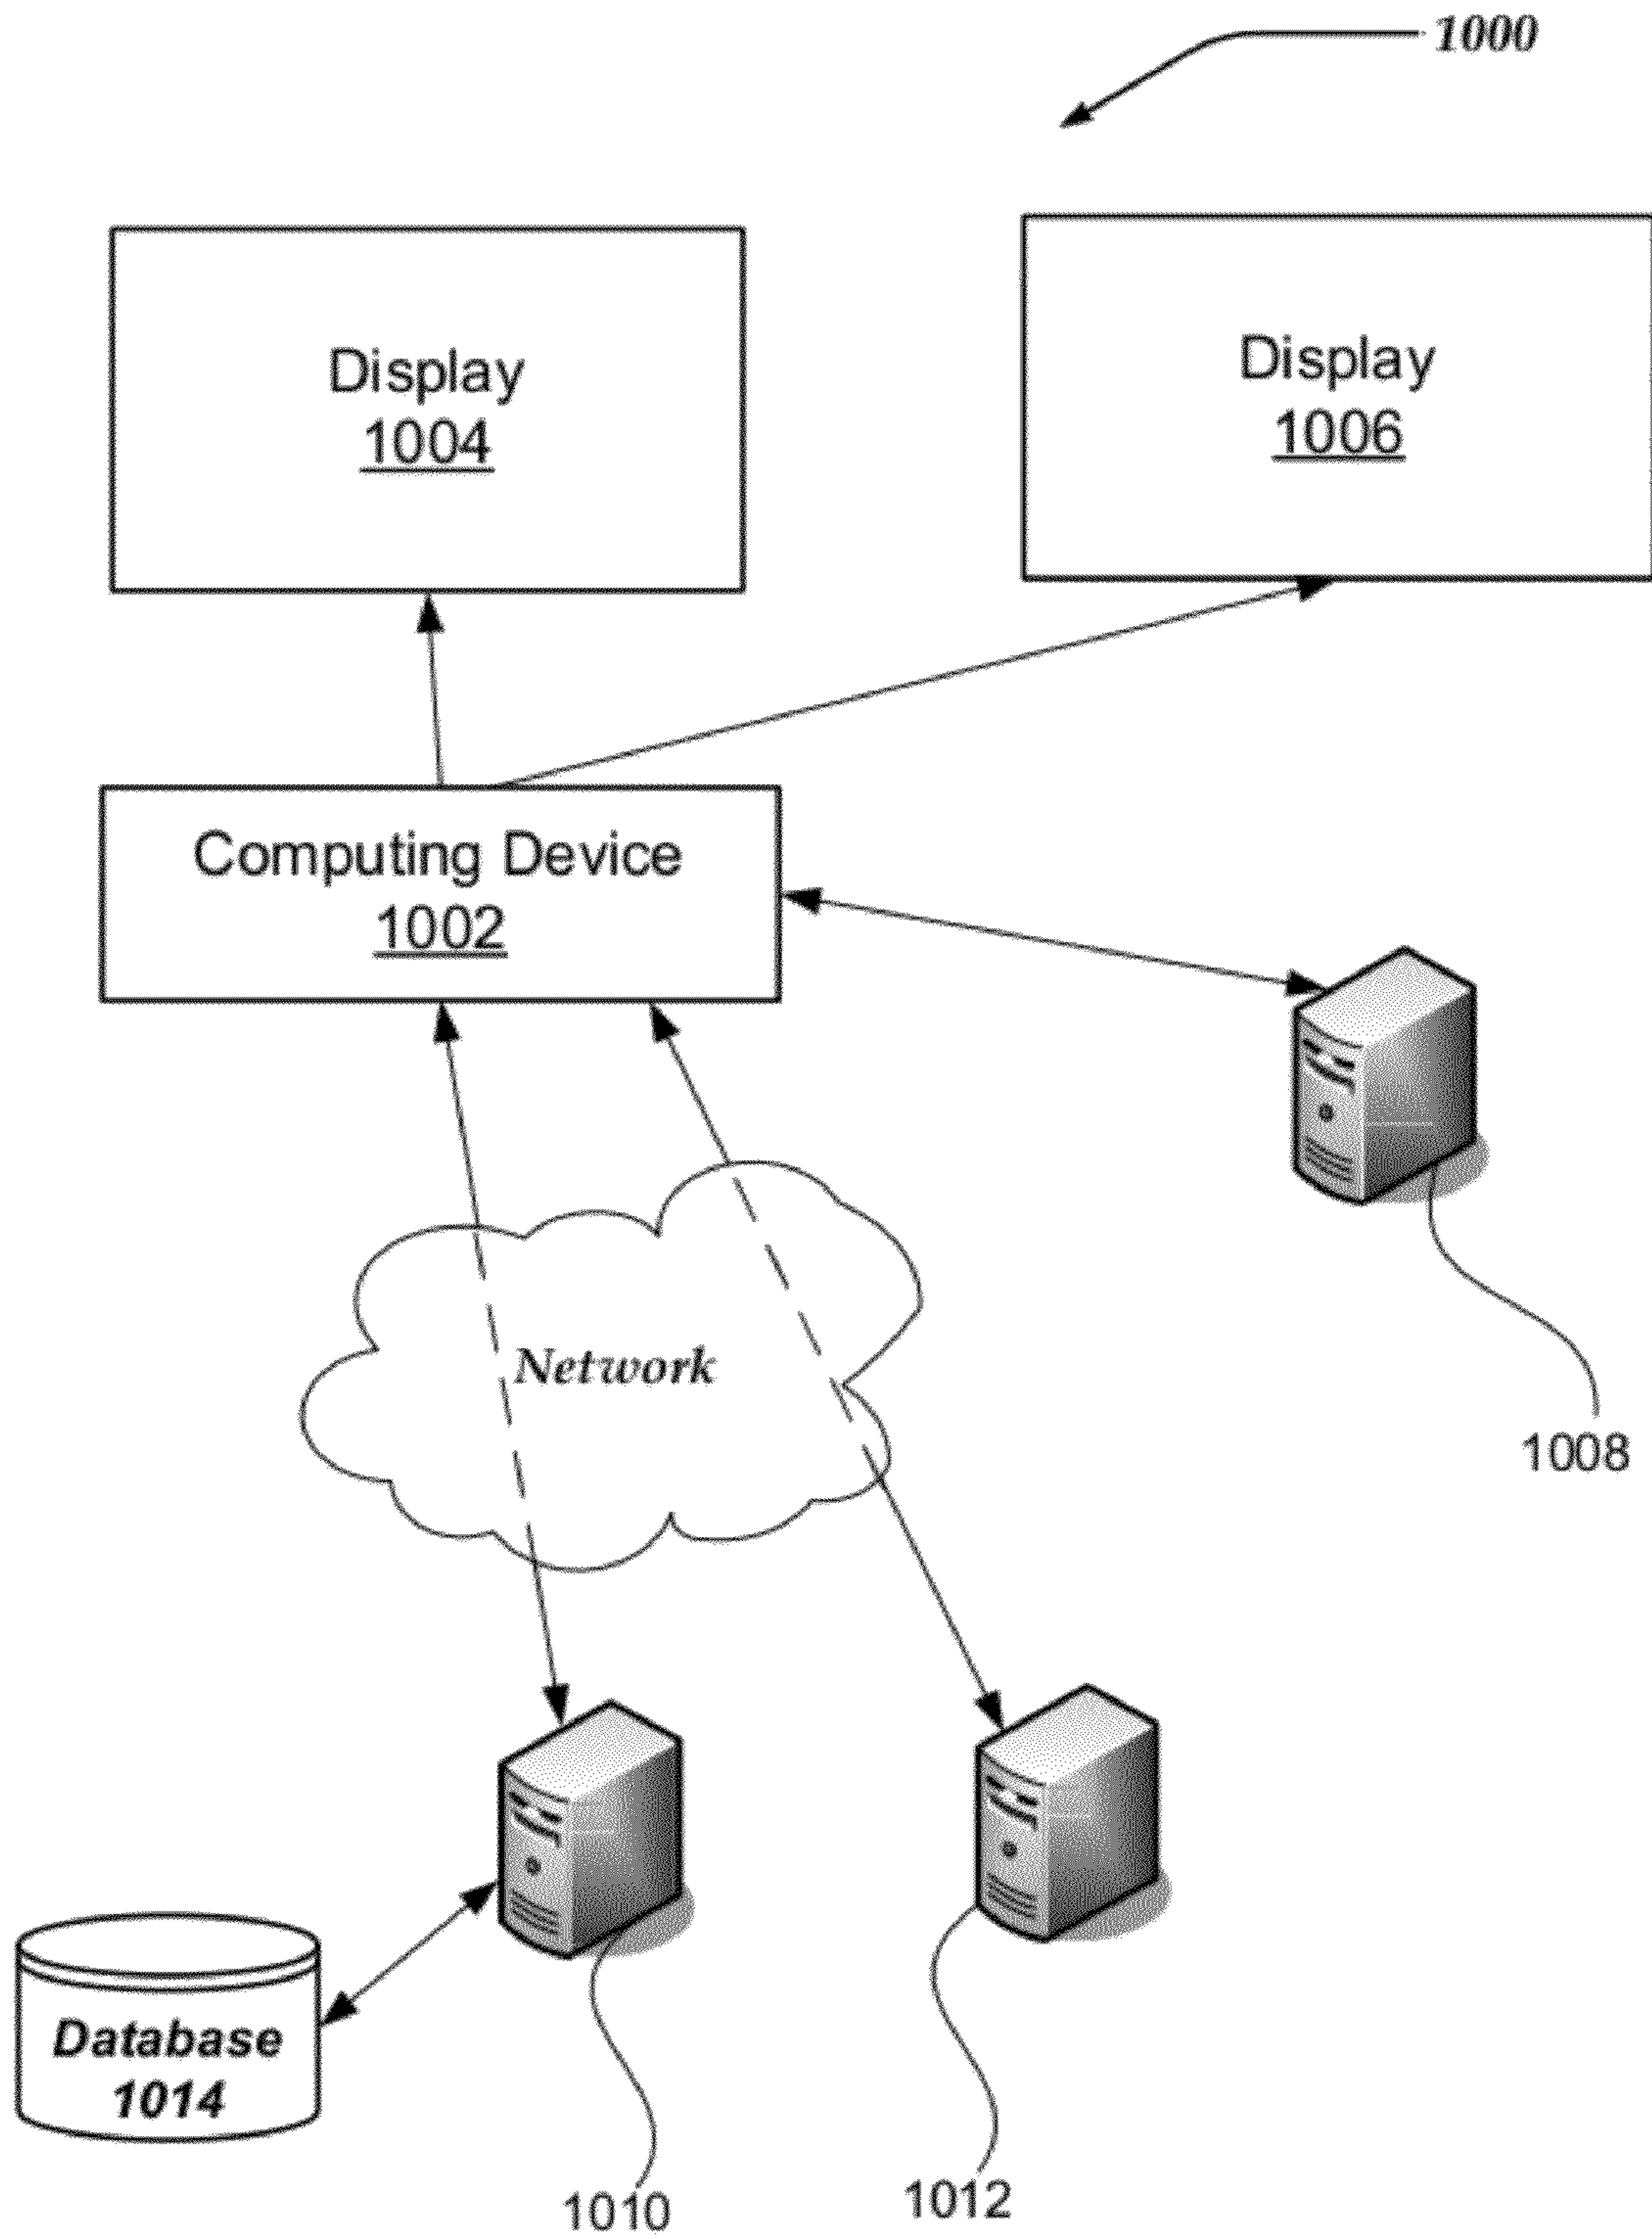 1000
Display
1004
Display
1006
Computing Device
1002
Network
1008
Database
1014
1010
1012